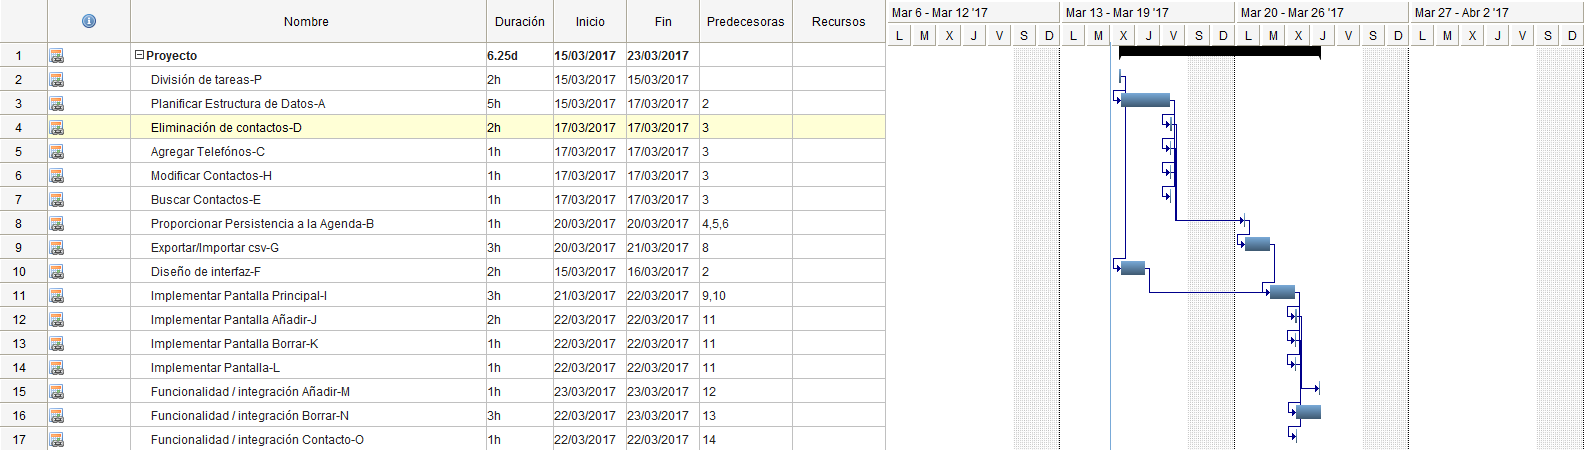 Nombre Duración Inicio Fin Predecesoras Recursos
Mar 6 - Mar 12 '17 Mar 13 - Mar 19 '17 Mar 20 - Mar 26 '17 Mar 27 - Abr 2 '17
L M X J V S D L M X J V S D L M X J V S D L M X J V S D
1 Proyecto 6.25d 15/03/2017 23/03/2017
2 División de tareas-P 2h 15/03/2017 15/03/2017
3 Planificar Estructura de Datos-A 5h 15/03/2017 17/03/2017 2
4 Eliminación de contactos-D 2h 17/03/2017 17/03/2017 3
5 Agregar Telefónos-C 1h 17/03/2017 17/03/2017 3
6 Modificar Contactos-H 1h 17/03/2017 17/03/2017 3
7 Buscar Contactos-E 1h 17/03/2017 17/03/2017 3
8 Proporcionar Persistencia a la Agenda-B 1h 20/03/2017 20/03/2017 4,5,6
9 Exportar/Importar csv-G 3h 20/03/2017 21/03/2017 8
10 Diseño de interfaz-F 2h 15/03/2017 16/03/2017 2
11 Implementar Pantalla Principal-I 3h 21/03/2017 22/03/2017 9,10
12 Implementar Pantalla Añadir-J 2h 22/03/2017 22/03/2017 11
13 Implementar Pantalla Borrar-K 1h 22/03/2017 22/03/2017 11
14 Implementar Pantalla-L 1h 22/03/2017 22/03/2017 11
15 Funcionalidad / integración Añadir-M 1h 23/03/2017 23/03/2017 12
16 Funcionalidad / integración Borrar-N 3h 22/03/2017 23/03/2017 13
17 Funcionalidad / integración Contacto-O 1h 22/03/2017 22/03/2017 14